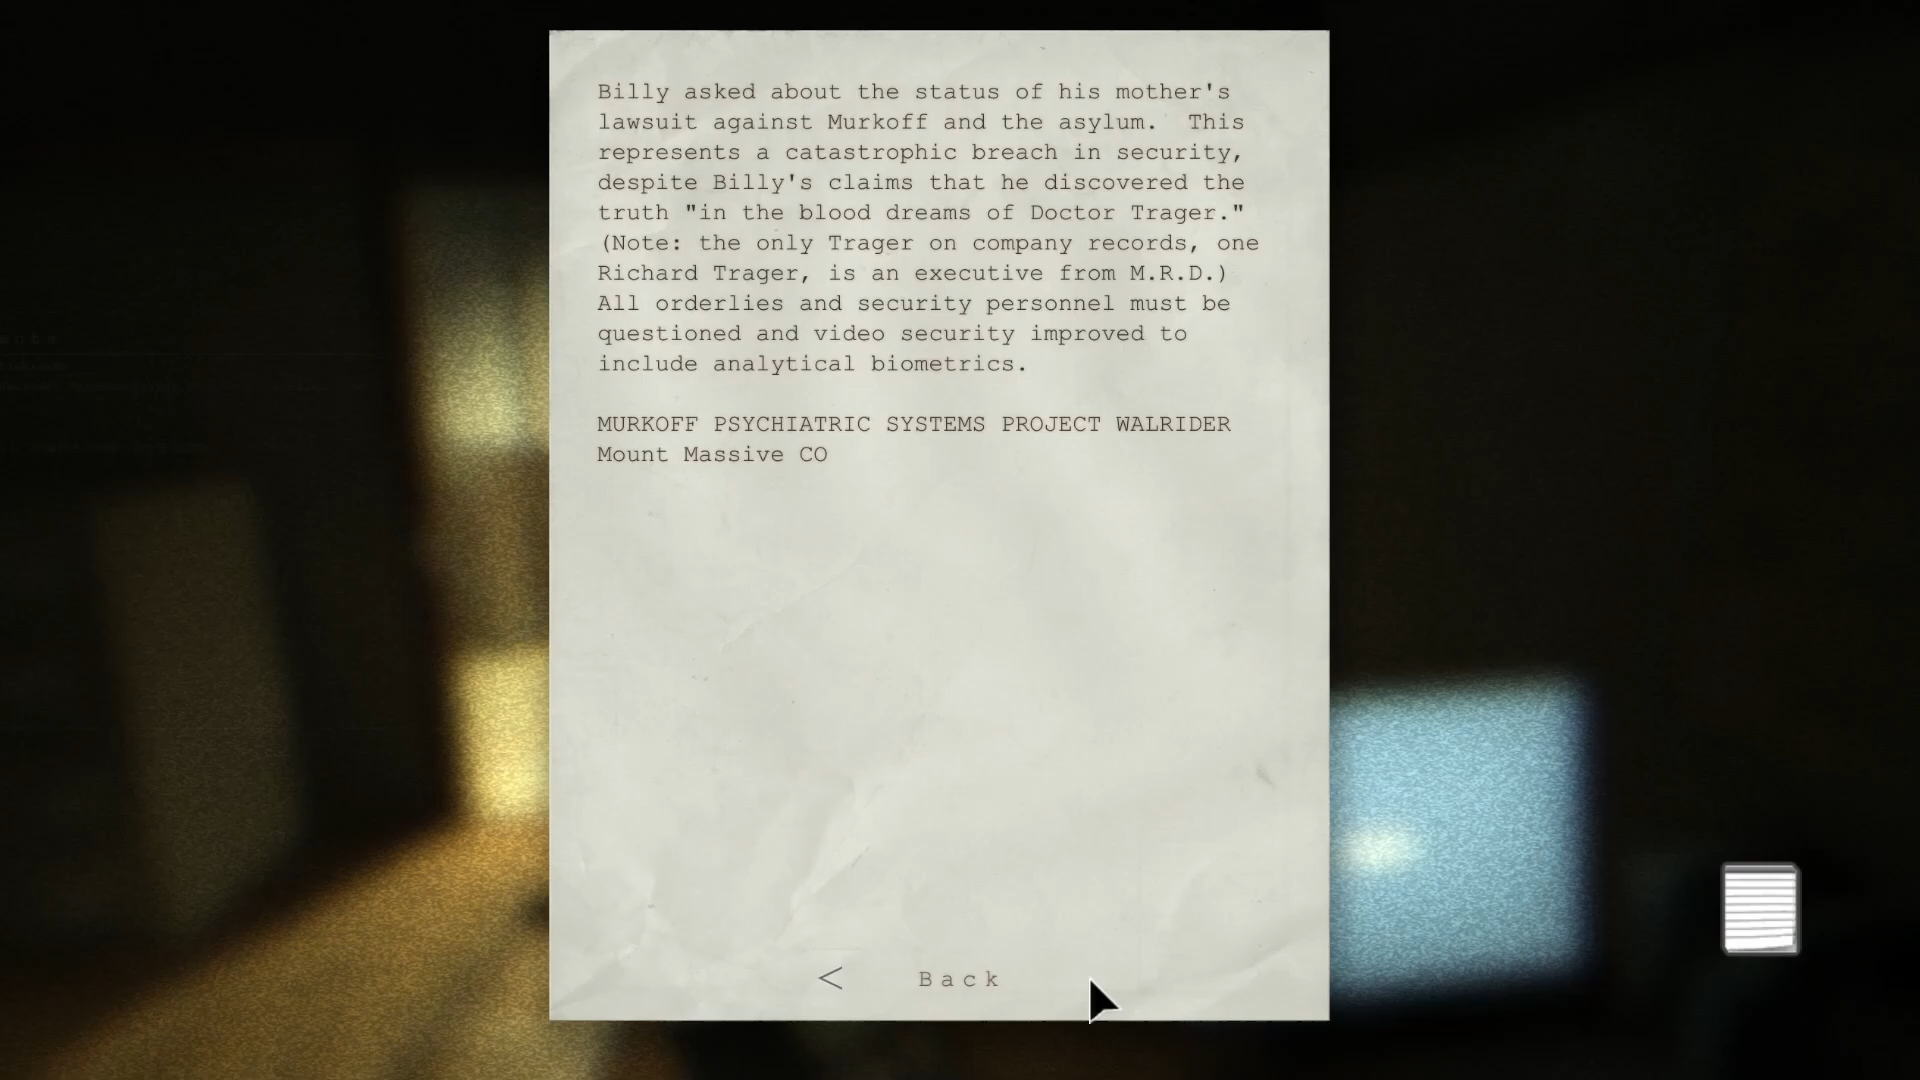 Billy asked about the status of his mother's
lawsuit against Murkoff and the asylum.  This
represents a catastrophic breach in security,
despite Billy's claims that he discovered the
truth "in the blood dreams of Doctor Trager."
(Note: the only Trager on company records, one
Richard Trager, is an executive from M.R.D.)
All orderlies and security personnel must be
questioned and video security improved to
include analytical biometrics.
MURKOFF PSYCHIATRIC SYSTEMS PROJECT WALRIDER
Mount Massive CO
< Back